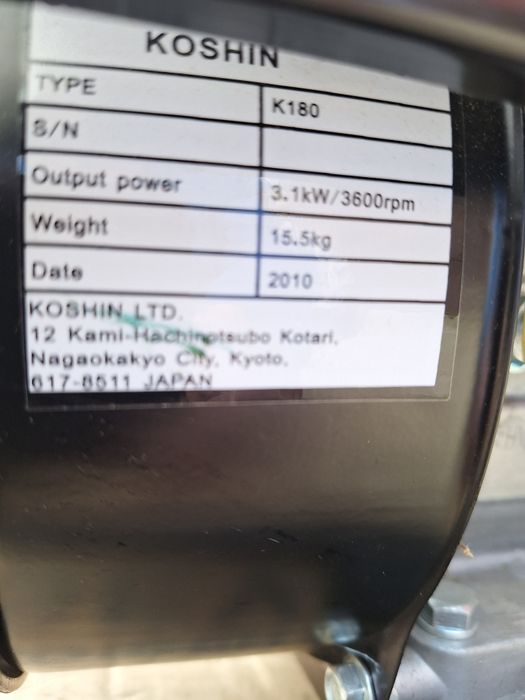 KOSHIN
TYPE K180
S/N
Output power 3.1kW/3600rpm
Weight 15.5kg
Date 2010
KOSHIN LTD.
12 Kami-Hachinotsubo Kotari,
Nagaokakyo City, Kyoto,
617-8511 JAPAN